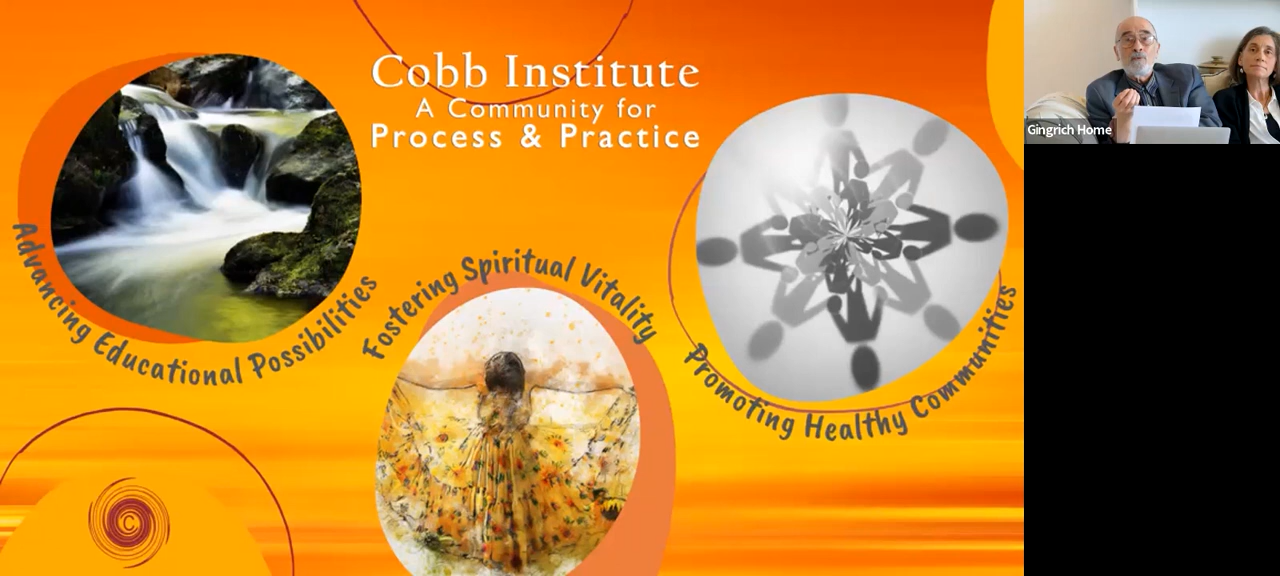 Cobb Institute
A Community for
Process & Practice
Advancing Educational Possibilities
Fostering Spiritual Vitality
Promoting Healthy Communities
C
Gingrich Home